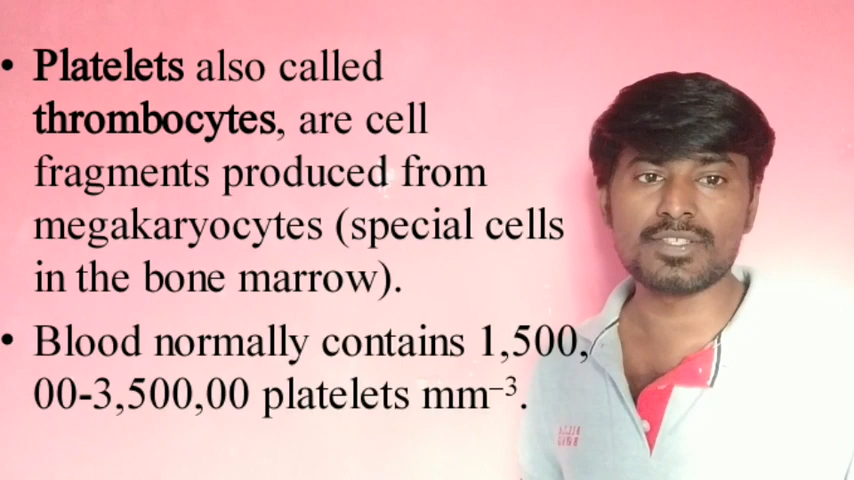 • Platelets also called
thrombocytes, are cell
fragments produced from
megakaryocytes (special cells
in the bone marrow).
• Blood normally contains 1,500,
00-3,500,00 platelets mm⁻³.